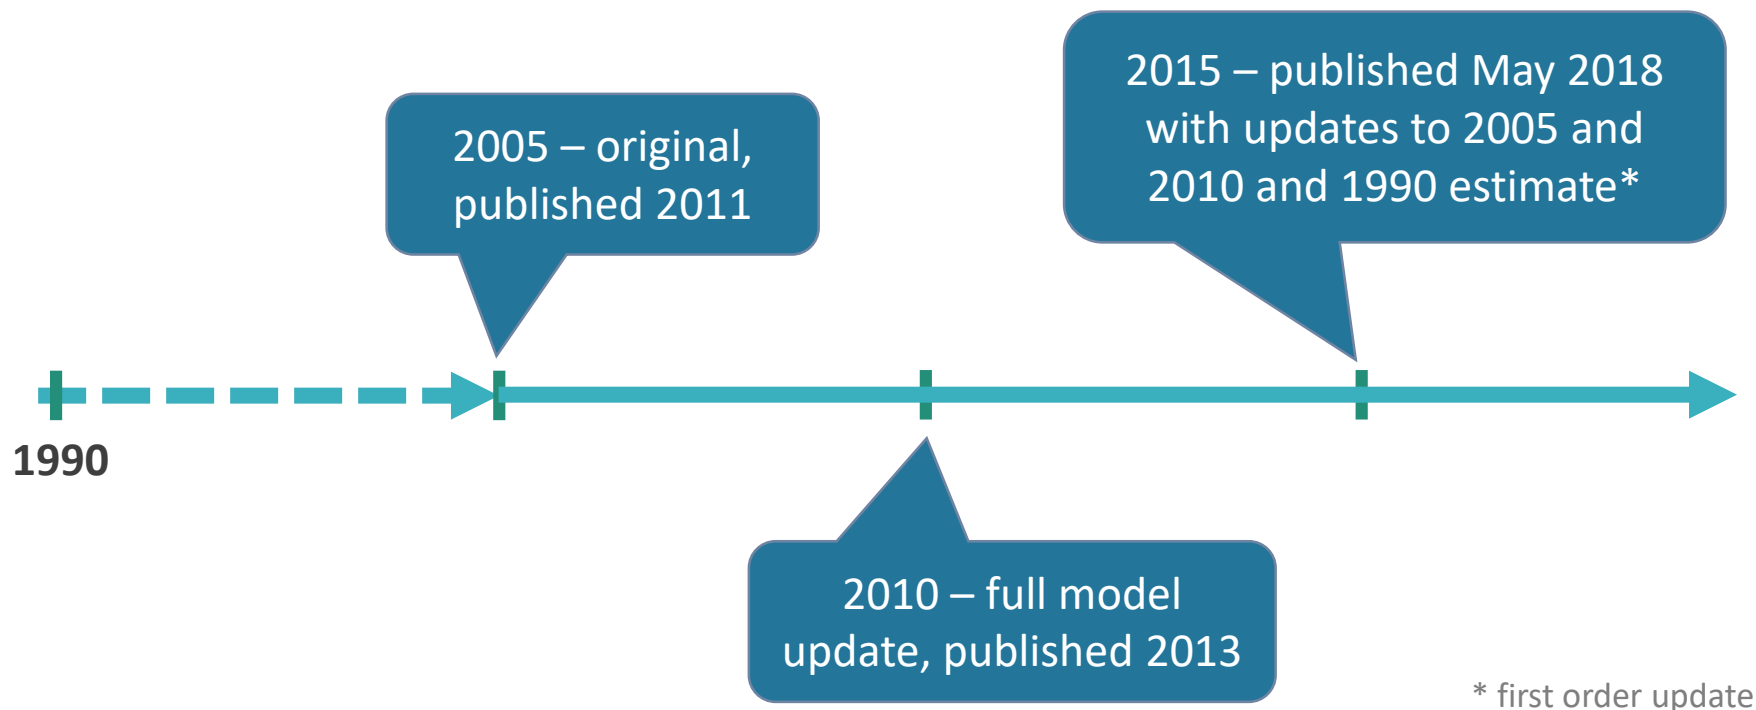 2015 – published May 2018
with updates to 2005 and
2010 and 1990 estimate*
2005 – original,
published 2011
1990
2010 – full model
update, published 2013
* first order update